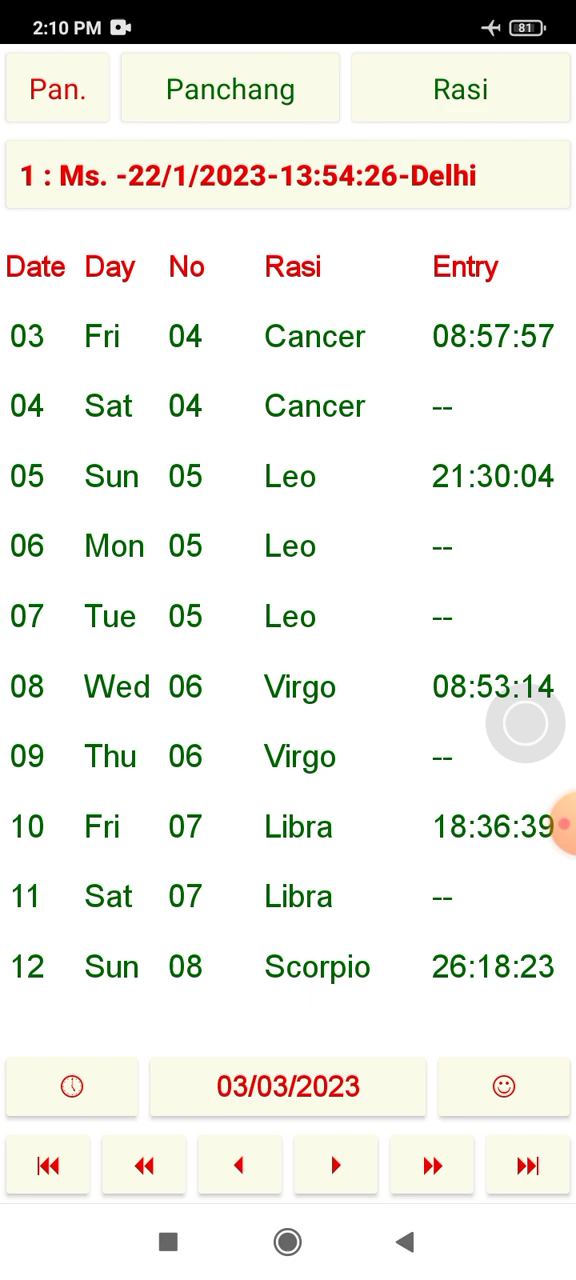 2:10 PM 81
Pan. Panchang Rasi
1 : Ms. -22/1/2023-13:54:26-Delhi
Date Day No Rasi Entry
03 Fri 04 Cancer 08:57:57
04 Sat 04 Cancer --
05 Sun 05 Leo 21:30:04
06 Mon 05 Leo --
07 Tue 05 Leo --
08 Wed 06 Virgo 08:53:14
09 Thu 06 Virgo --
10 Fri 07 Libra 18:36:39
11 Sat 07 Libra --
12 Sun 08 Scorpio 26:18:23
03/03/2023